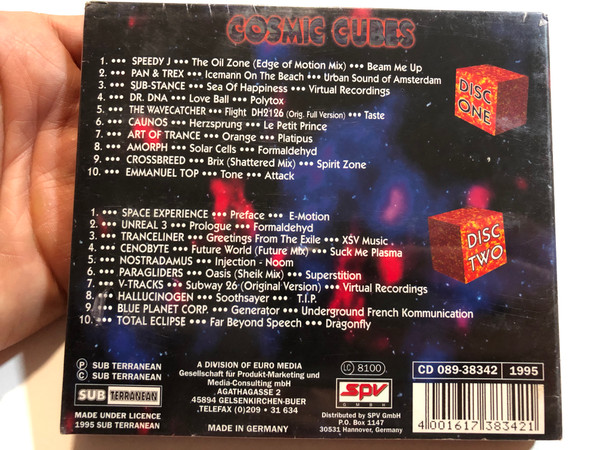 COSMIC CUBES
1. ••• SPEEDY J ••• The Oil Zone (Edge of Motion Mix) ••• Beam Me Up
2. ••• PAN & TREX ••• Icemann On The Beach ••• Urban Sound of Amsterdam
3. ••• SUB-STANCE ••• Sea Of Happiness ••• Virtual Recordings
4. ••• DR. DNA ••• Love Ball ••• Polytox
5. ••• THE WAVECATCHER ••• Flight DH2126 (Orig. Full Version) ••• Taste
6. ••• CAUNOS ••• Herzsprung ••• Le Petit Prince
7. ••• ART OF TRANCE ••• Orange ••• Platipus
8. ••• AMORPH ••• Solar Cells ••• Formaldehyd
9. ••• CROSSBREED ••• Brix (Shattered Mix) ••• Spirit Zone
10. ••• EMMANUEL TOP ••• Tone ••• Attack
DISC
ONE
1. ••• SPACE EXPERIENCE ••• Preface ••• E-Motion
2. ••• UNREAL 3 ••• Prologue ••• Formaldehyd
3. ••• TRANCELINER ••• Greetings From The Exile ••• XSV Music
4. ••• CENOBYTE ••• Future World (Future Mix) ••• Suck Me Plasma
5. ••• NOSTRADAMUS ••• Injection - Noom
6. ••• PARAGLIDERS ••• Oasis (Sheik Mix) ••• Superstition
7. ••• V-TRACKS ••• Subway 26 (Original Version) ••• Virtual Recordings
8. ••• HALLUCINOGEN ••• Soothsayer ••• T.I.P.
9. ••• BLUE PLANET CORP. ••• Generator ••• Underground French Kommunication
10. ••• TOTAL ECLIPSE ••• Far Beyond Speech ••• Dragonfly
DISC
TWO
Ⓟ SUB TERRANEAN
Ⓒ SUB TERRANEAN
SUB TERRANEAN
MADE UNDER LICENCE
1995 SUB TERRANEAN
A DIVISION OF EURO MEDIA
Gesellschaft für Produkt-Marketing und
Media-Consulting mbH
AGATHAGASSE 2
45894 GELSENKIRCHEN-BUER
TELEFAX (0)209 • 31 634
MADE IN GERMANY
LC 8100
SPV
GMBH
Distributed by SPV GmbH
P.O. Box 1147
30531 Hannover, Germany
CD 089-38342 1995
4 001617 383421